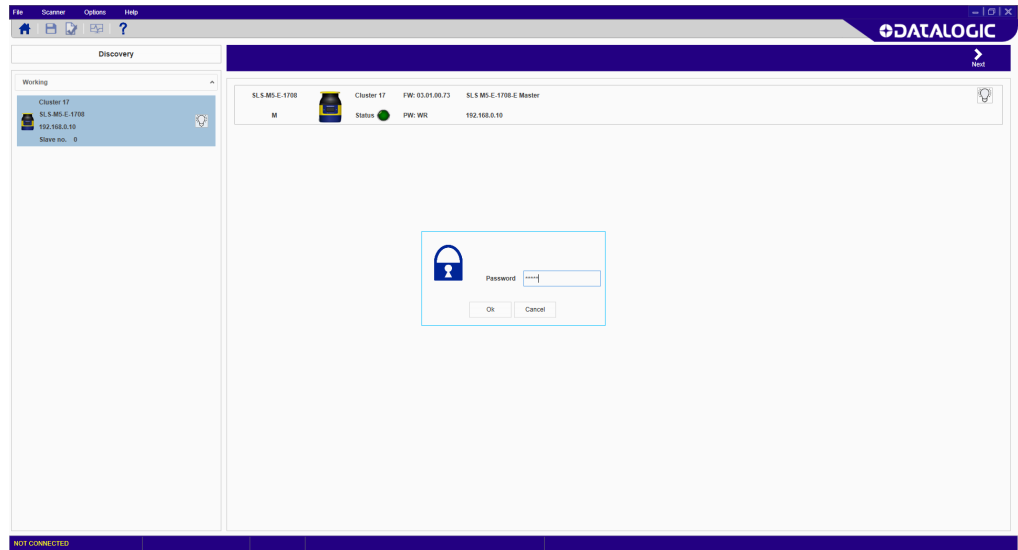 File Scanner Options Help
? DATALOGIC
Discovery
Next
Working
Cluster 17
SLS-M5-E-1708
192.168.0.10
Slave no. 0
SLS-M5-E-1708 Cluster 17 FW: 03.01.00.73 SLS M5-E-1708-E Master
M Status PW: WR 192.168.0.10
Password *****
Ok Cancel
NOT CONNECTED